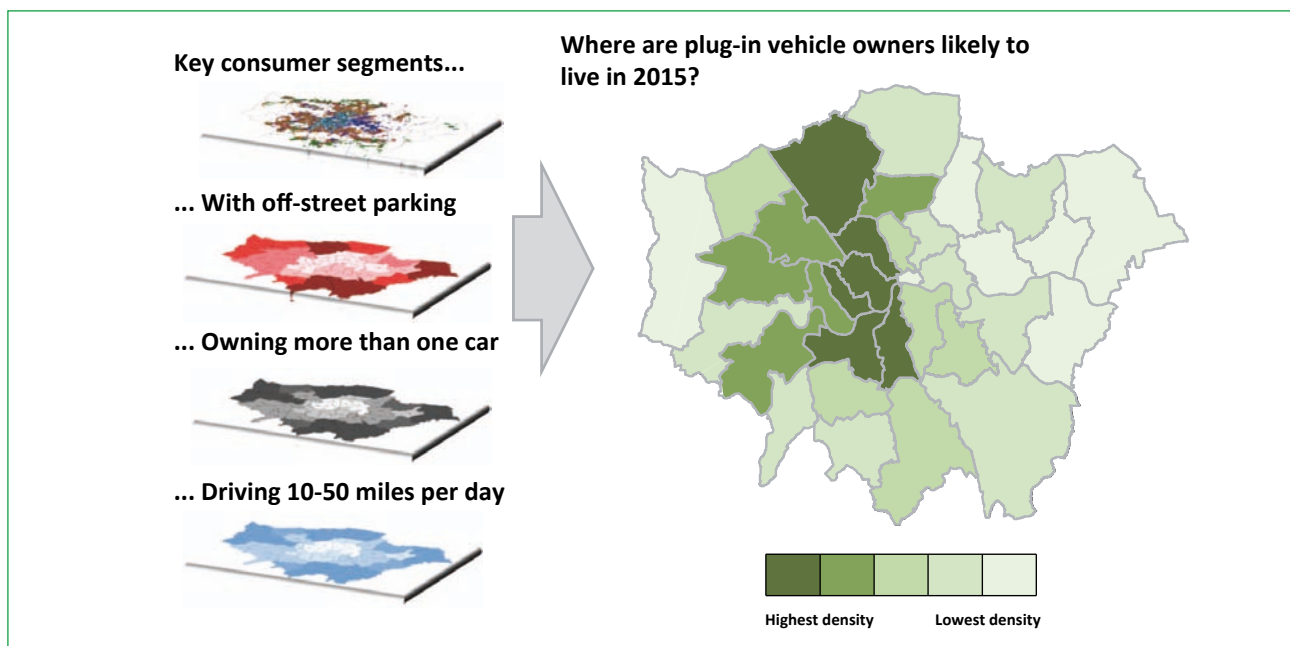 Key consumer segments...
... With off-street parking
... Owning more than one car
... Driving 10-50 miles per day
Where are plug-in vehicle owners likely to
live in 2015?
Highest density
Lowest density